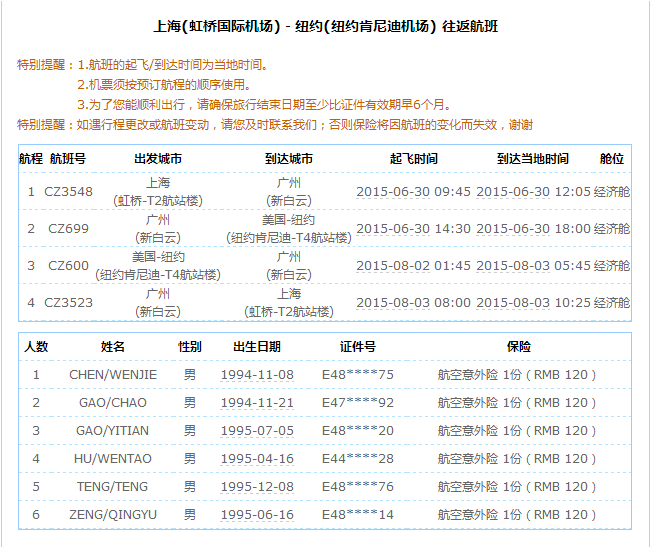 上海(虹桥国际机场) - 纽约(纽约肯尼迪机场) 往返航班
特别提醒：1.航班的起飞/到达时间为当地时间。
2.机票须按预订航程的顺序使用。
3.为了您能顺利出行，请确保旅行结束日期至少比证件有效期早6个月。
特别提醒：如遇行程更改或航班变动，请您及时联系我们；否则保险将因航班的变化而失效，谢谢
航程 航班号 出发城市 到达城市 起飞时间 到达当地时间 舱位
1 CZ3548 上海 (虹桥-T2航站楼) 广州 (新白云) 2015-06-30 09:45 2015-06-30 12:05 经济舱
2 CZ699 广州 (新白云) 美国-纽约 (纽约肯尼迪-T4航站楼) 2015-06-30 14:30 2015-06-30 18:00 经济舱
3 CZ600 美国-纽约 (纽约肯尼迪-T4航站楼) 广州 (新白云) 2015-08-02 01:45 2015-08-03 05:45 经济舱
4 CZ3523 广州 (新白云) 上海 (虹桥-T2航站楼) 2015-08-03 08:00 2015-08-03 10:25 经济舱
人数 姓名 性别 出生日期 证件号 保险
1 CHEN/WENJIE 男 1994-11-08 E48****75 航空意外险 1份 ( RMB 120 )
2 GAO/CHAO 男 1994-11-21 E47****92 航空意外险 1份 ( RMB 120 )
3 GAO/YITIAN 男 1995-07-05 E48****20 航空意外险 1份 ( RMB 120 )
4 HU/WENTAO 男 1995-04-16 E44****28 航空意外险 1份 ( RMB 120 )
5 TENG/TENG 男 1995-12-08 E48****76 航空意外险 1份 ( RMB 120 )
6 ZENG/QINGYU 男 1995-06-16 E48****14 航空意外险 1份 ( RMB 120 )